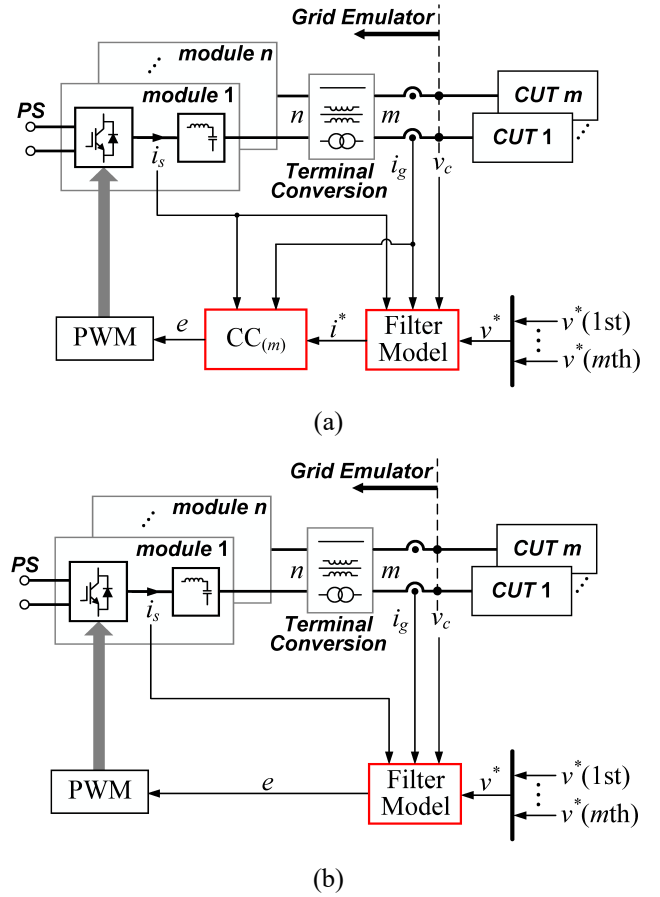 Grid Emulator
module n
module 1
PS
n
m
CUT m
CUT 1
i_s
Terminal
Conversion
i_g
v_c
PWM
e
CC(m)
i*
Filter
Model
v*
v*(1st)
v*(mth)
(a)
Grid Emulator
module n
module 1
PS
n
m
CUT m
CUT 1
i_s
Terminal
Conversion
i_g
v_c
PWM
e
Filter
Model
v*
v*(1st)
v*(mth)
(b)